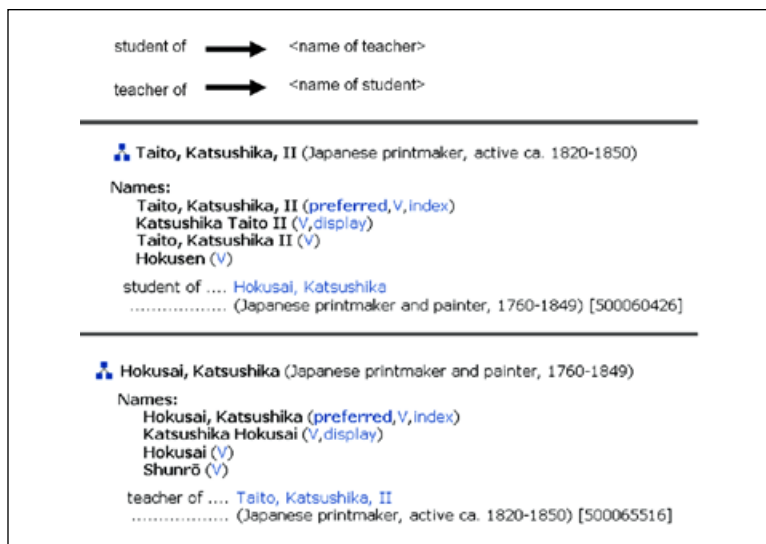 student of <name of teacher>
teacher of <name of student>
Taito, Katsushika, II (Japanese printmaker, active ca. 1820-1850)
Names:
Taito, Katsushika, II (preferred,V,index)
Katsushika Taito II (V,display)
Taito, Katsushika II (V)
Hokusen (V)
student of .... Hokusai, Katsushika
.................. (Japanese printmaker and painter, 1760-1849) [500060426]
Hokusai, Katsushika (Japanese printmaker and painter, 1760-1849)
Names:
Hokusai, Katsushika (preferred,V,index)
Katsushika Hokusai (V,display)
Hokusai (V)
Shunrō (V)
teacher of .... Taito, Katsushika, II
.................. (Japanese printmaker, active ca. 1820-1850) [500065516]